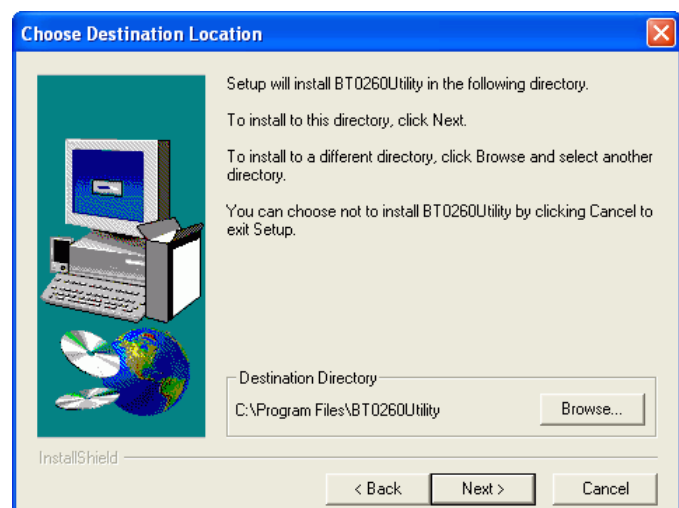 Choose Destination Location
Setup will install BT0260Utility in the following directory.
To install to this directory, click Next.
To install to a different directory, click Browse and select another
directory.
You can choose not to install BT0260Utility by clicking Cancel to
exit Setup.
Destination Directory
C:\Program Files\BT0260Utility
Browse...
InstallShield
< Back
Next >
Cancel